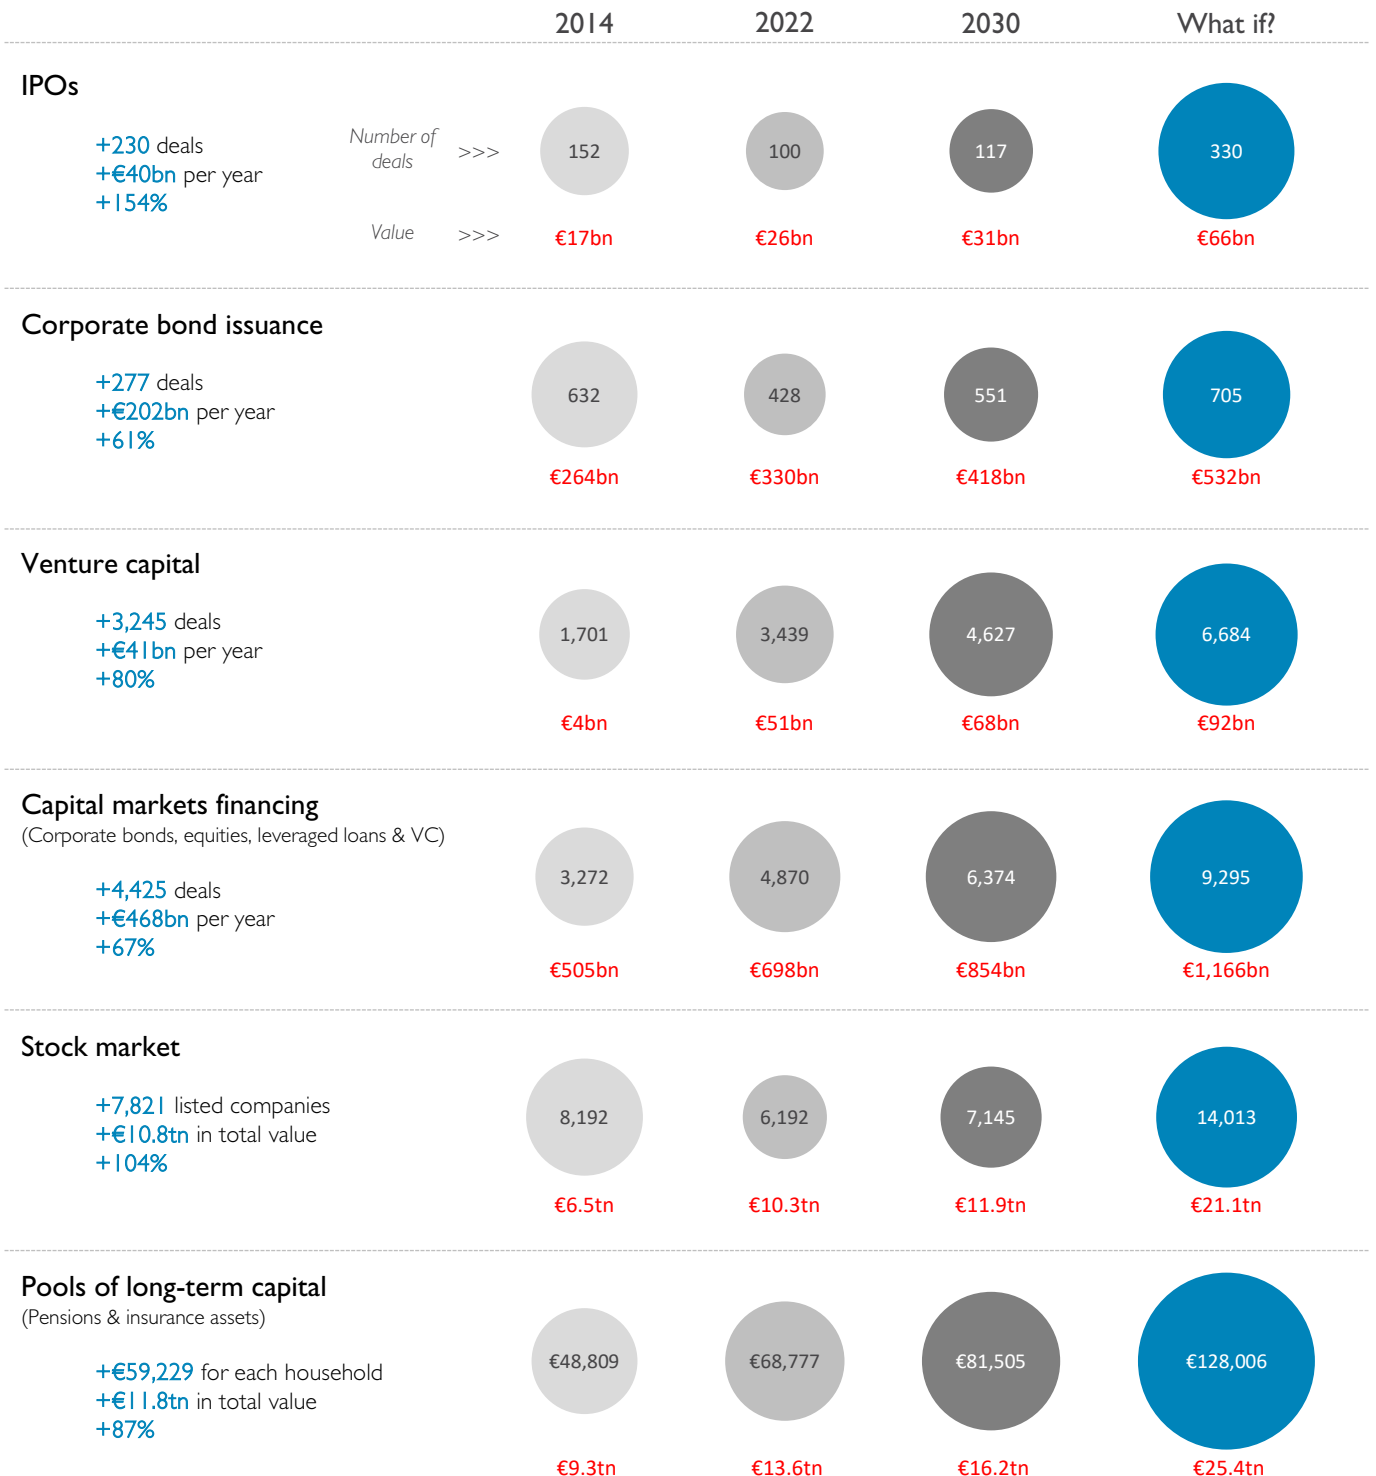 2014 2022 2030 What if?
IPOs
+230 deals
+€40bn per year
+154%
Number of
deals >>> 152 100 117 330
Value >>> €17bn €26bn €31bn €66bn
Corporate bond issuance
+277 deals
+€202bn per year
+61%
632 428 551 705
€264bn €330bn €418bn €532bn
Venture capital
+3,245 deals
+€41bn per year
+80%
1,701 3,439 4,627 6,684
€4bn €51bn €68bn €92bn
Capital markets financing
(Corporate bonds, equities, leveraged loans & VC)
+4,425 deals
+€468bn per year
+67%
3,272 4,870 6,374 9,295
€505bn €698bn €854bn €1,166bn
Stock market
+7,821 listed companies
+€10.8tn in total value
+104%
8,192 6,192 7,145 14,013
€6.5tn €10.3tn €11.9tn €21.1tn
Pools of long-term capital
(Pensions & insurance assets)
+€59,229 for each household
+€11.8tn in total value
+87%
€48,809 €68,777 €81,505 €128,006
€9.3tn €13.6tn €16.2tn €25.4tn